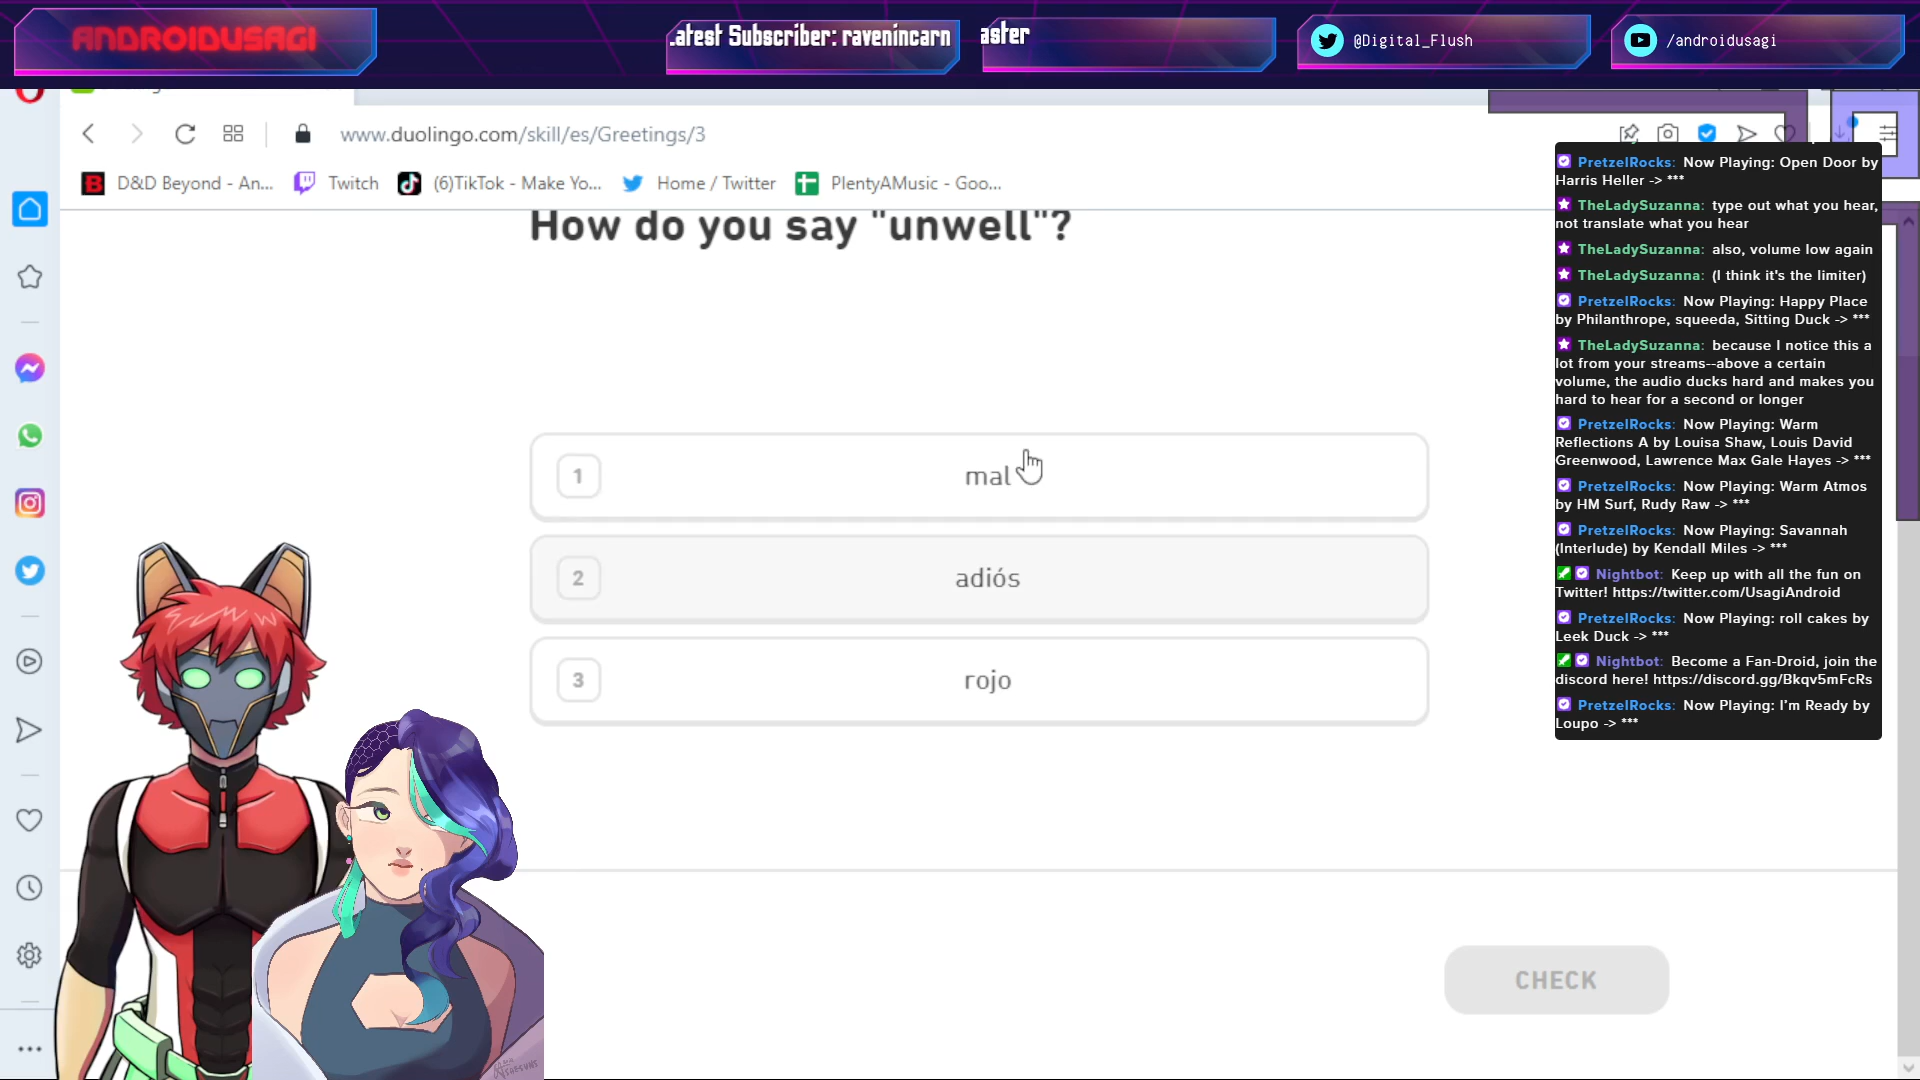 ANDROIDUSAGI
Latest Subscriber: ravenincarn
aster
@Digital_Flush
/androidusagi
www.duolingo.com/skill/es/Greetings/3
D&D Beyond - An...
Twitch
(6)TikTok - Make Yo...
Home / Twitter
PlentyAMusic - Goo...
How do you say "unwell"?
1
mal
2
adiós
3
rojo
CHECK
PretzelRocks: Now Playing: Open Door by
Harris Heller -> ***
TheLadySuzanna: type out what you hear,
not translate what you hear
TheLadySuzanna: also, volume low again
TheLadySuzanna: (I think it's the limiter)
PretzelRocks: Now Playing: Happy Place
by Philanthrope, squeeda, Sitting Duck -> ***
TheLadySuzanna: because I notice this a
lot from your streams--above a certain
volume, the audio ducks hard and makes you
hard to hear for a second or longer
PretzelRocks: Now Playing: Warm
Reflections A by Louisa Shaw, Louis David
Greenwood, Lawrence Max Gale Hayes -> ***
PretzelRocks: Now Playing: Warm Atmos
by HM Surf, Rudy Raw -> ***
PretzelRocks: Now Playing: Savannah
(Interlude) by Kendall Miles -> ***
Nightbot: Keep up with all the fun on
Twitter! https://twitter.com/UsagiAndroid
PretzelRocks: Now Playing: roll cakes by
Leek Duck -> ***
Nightbot: Become a Fan-Droid, join the
discord here! https://discord.gg/Bkqv5mFcRs
PretzelRocks: Now Playing: I'm Ready by
Loupo -> ***